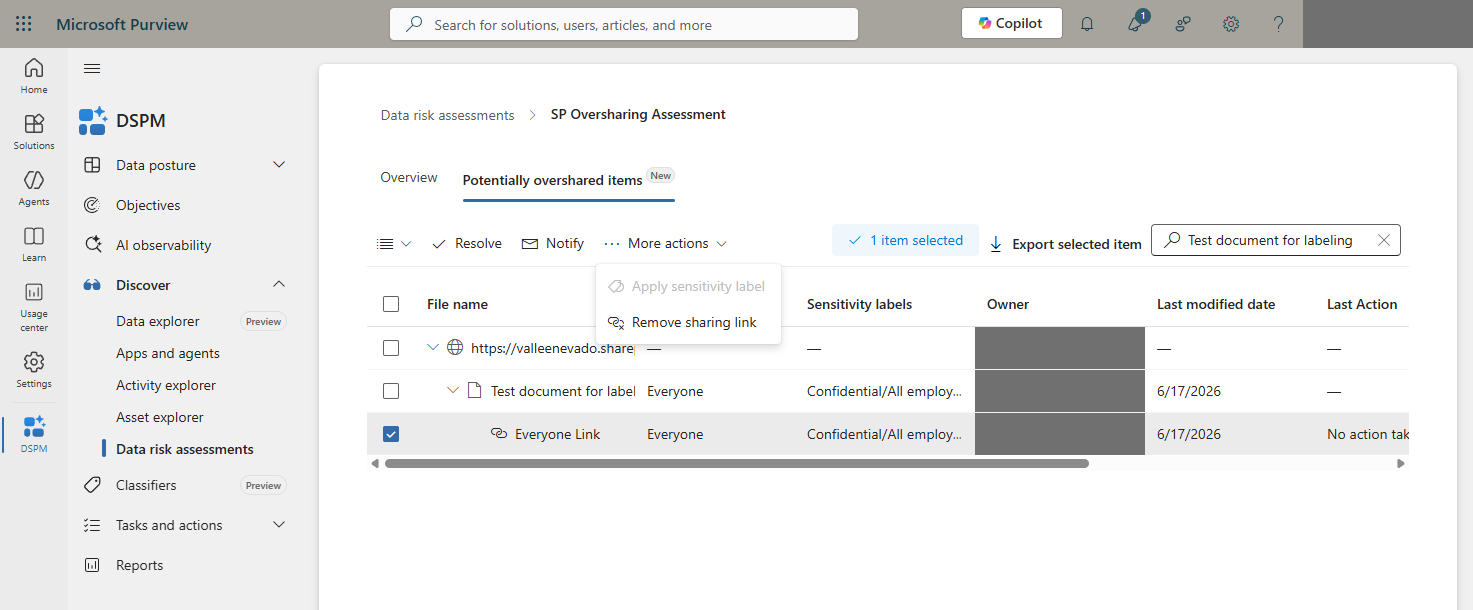 Microsoft Purview
Search for solutions, users, articles, and more
Copilot
1
Home
Solutions
Agents
Learn
Usage
center
Settings
DSPM
DSPM
Data posture
Objectives
AI observability
Discover
Data explorer Preview
Apps and agents
Activity explorer
Asset explorer
Data risk assessments
Classifiers Preview
Tasks and actions
Reports
Data risk assessments > SP Oversharing Assessment
Overview Potentially overshared items New
Resolve Notify ... More actions 1 item selected Export selected item Test document for labeling
Apply sensitivity label
Remove sharing link
File name Sensitivity labels Owner Last modified date Last Action
https://valleenevado.share — — — —
Test document for label Everyone Confidential/All employ... 6/17/2026 —
Everyone Link Everyone Confidential/All employ... 6/17/2026 No action tak